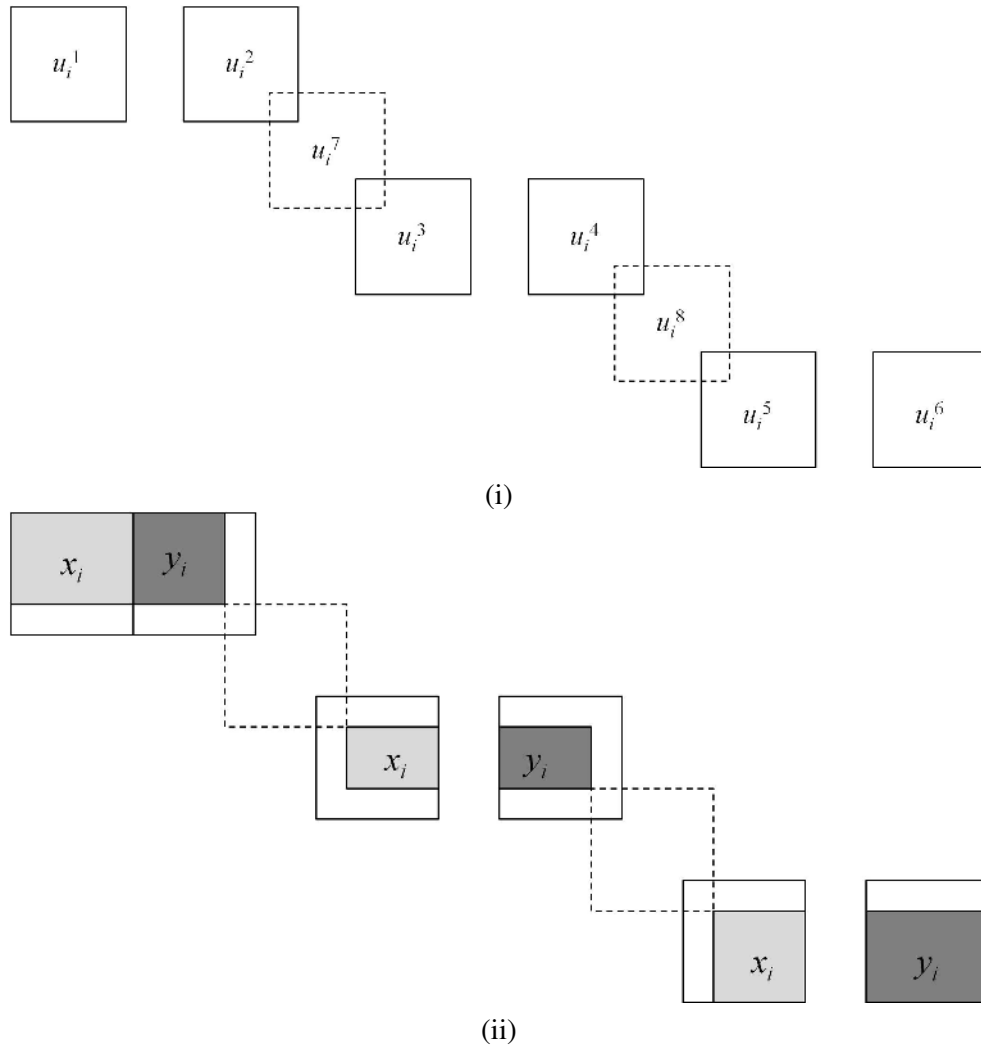 u_i^1 u_i^2
u_i^7
u_i^3 u_i^4
u_i^8
u_i^5 u_i^6
(i)
x_i y_i
x_i y_i
x_i y_i
(ii)